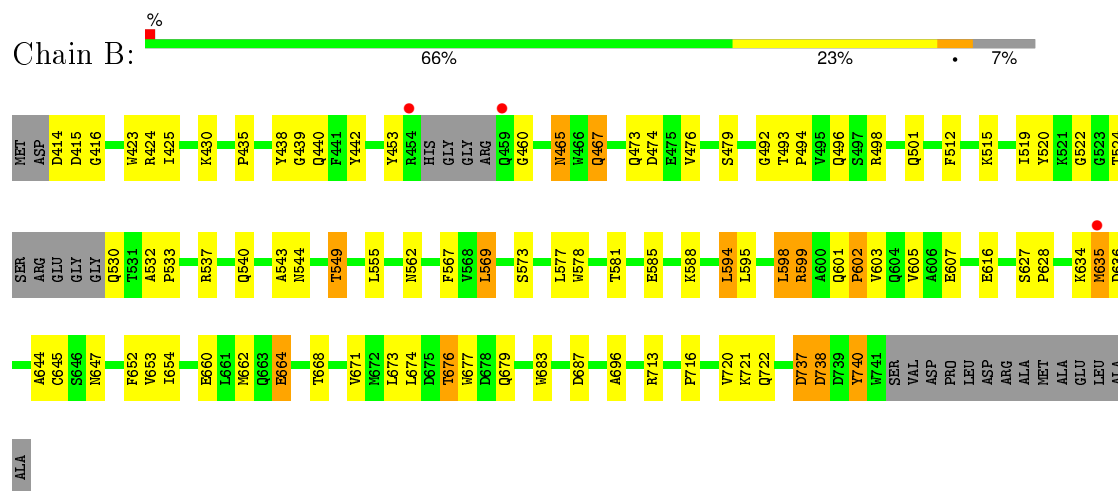 %
Chain B:
66% 23% • 7%
MET ASP D414 D415 G416 W423 R424 I425 K430 P435 Y438 G439 Q440 F441 Y442 Y453 R454 HIS GLY GLY ARG Q459 G460 N465 W466 Q467 Q473 D474 E475 V476 S479 G492 T493 P494 V495 Q496 S497 R498 Q501 F512 K515 I519 Y520 K521 G522 G523 T524
SER ARG GLU GLY GLY Q530 T531 A532 P533 R537 Q540 A543 N544 T549 L555 N562 F567 V568 L569 S573 L577 W578 T581 E585 K588 L594 L595 L598 R599 A600 Q601 P602 V603 Q604 V605 A606 E607 E616 S627 P628 K634 M635
A644 C645 S646 N647 F652 V653 I654 E660 L661 M662 Q663 E664 T668 V671 M672 L673 L674 D675 T676 W677 D678 Q679 W683 D687 A696 R713 P716 V720 K721 Q722 D737 D738 D739 Y740 W741 SER VAL ASP PRO LEU ASP ARG ALA MET ALA GLU LEU ALA
ALA